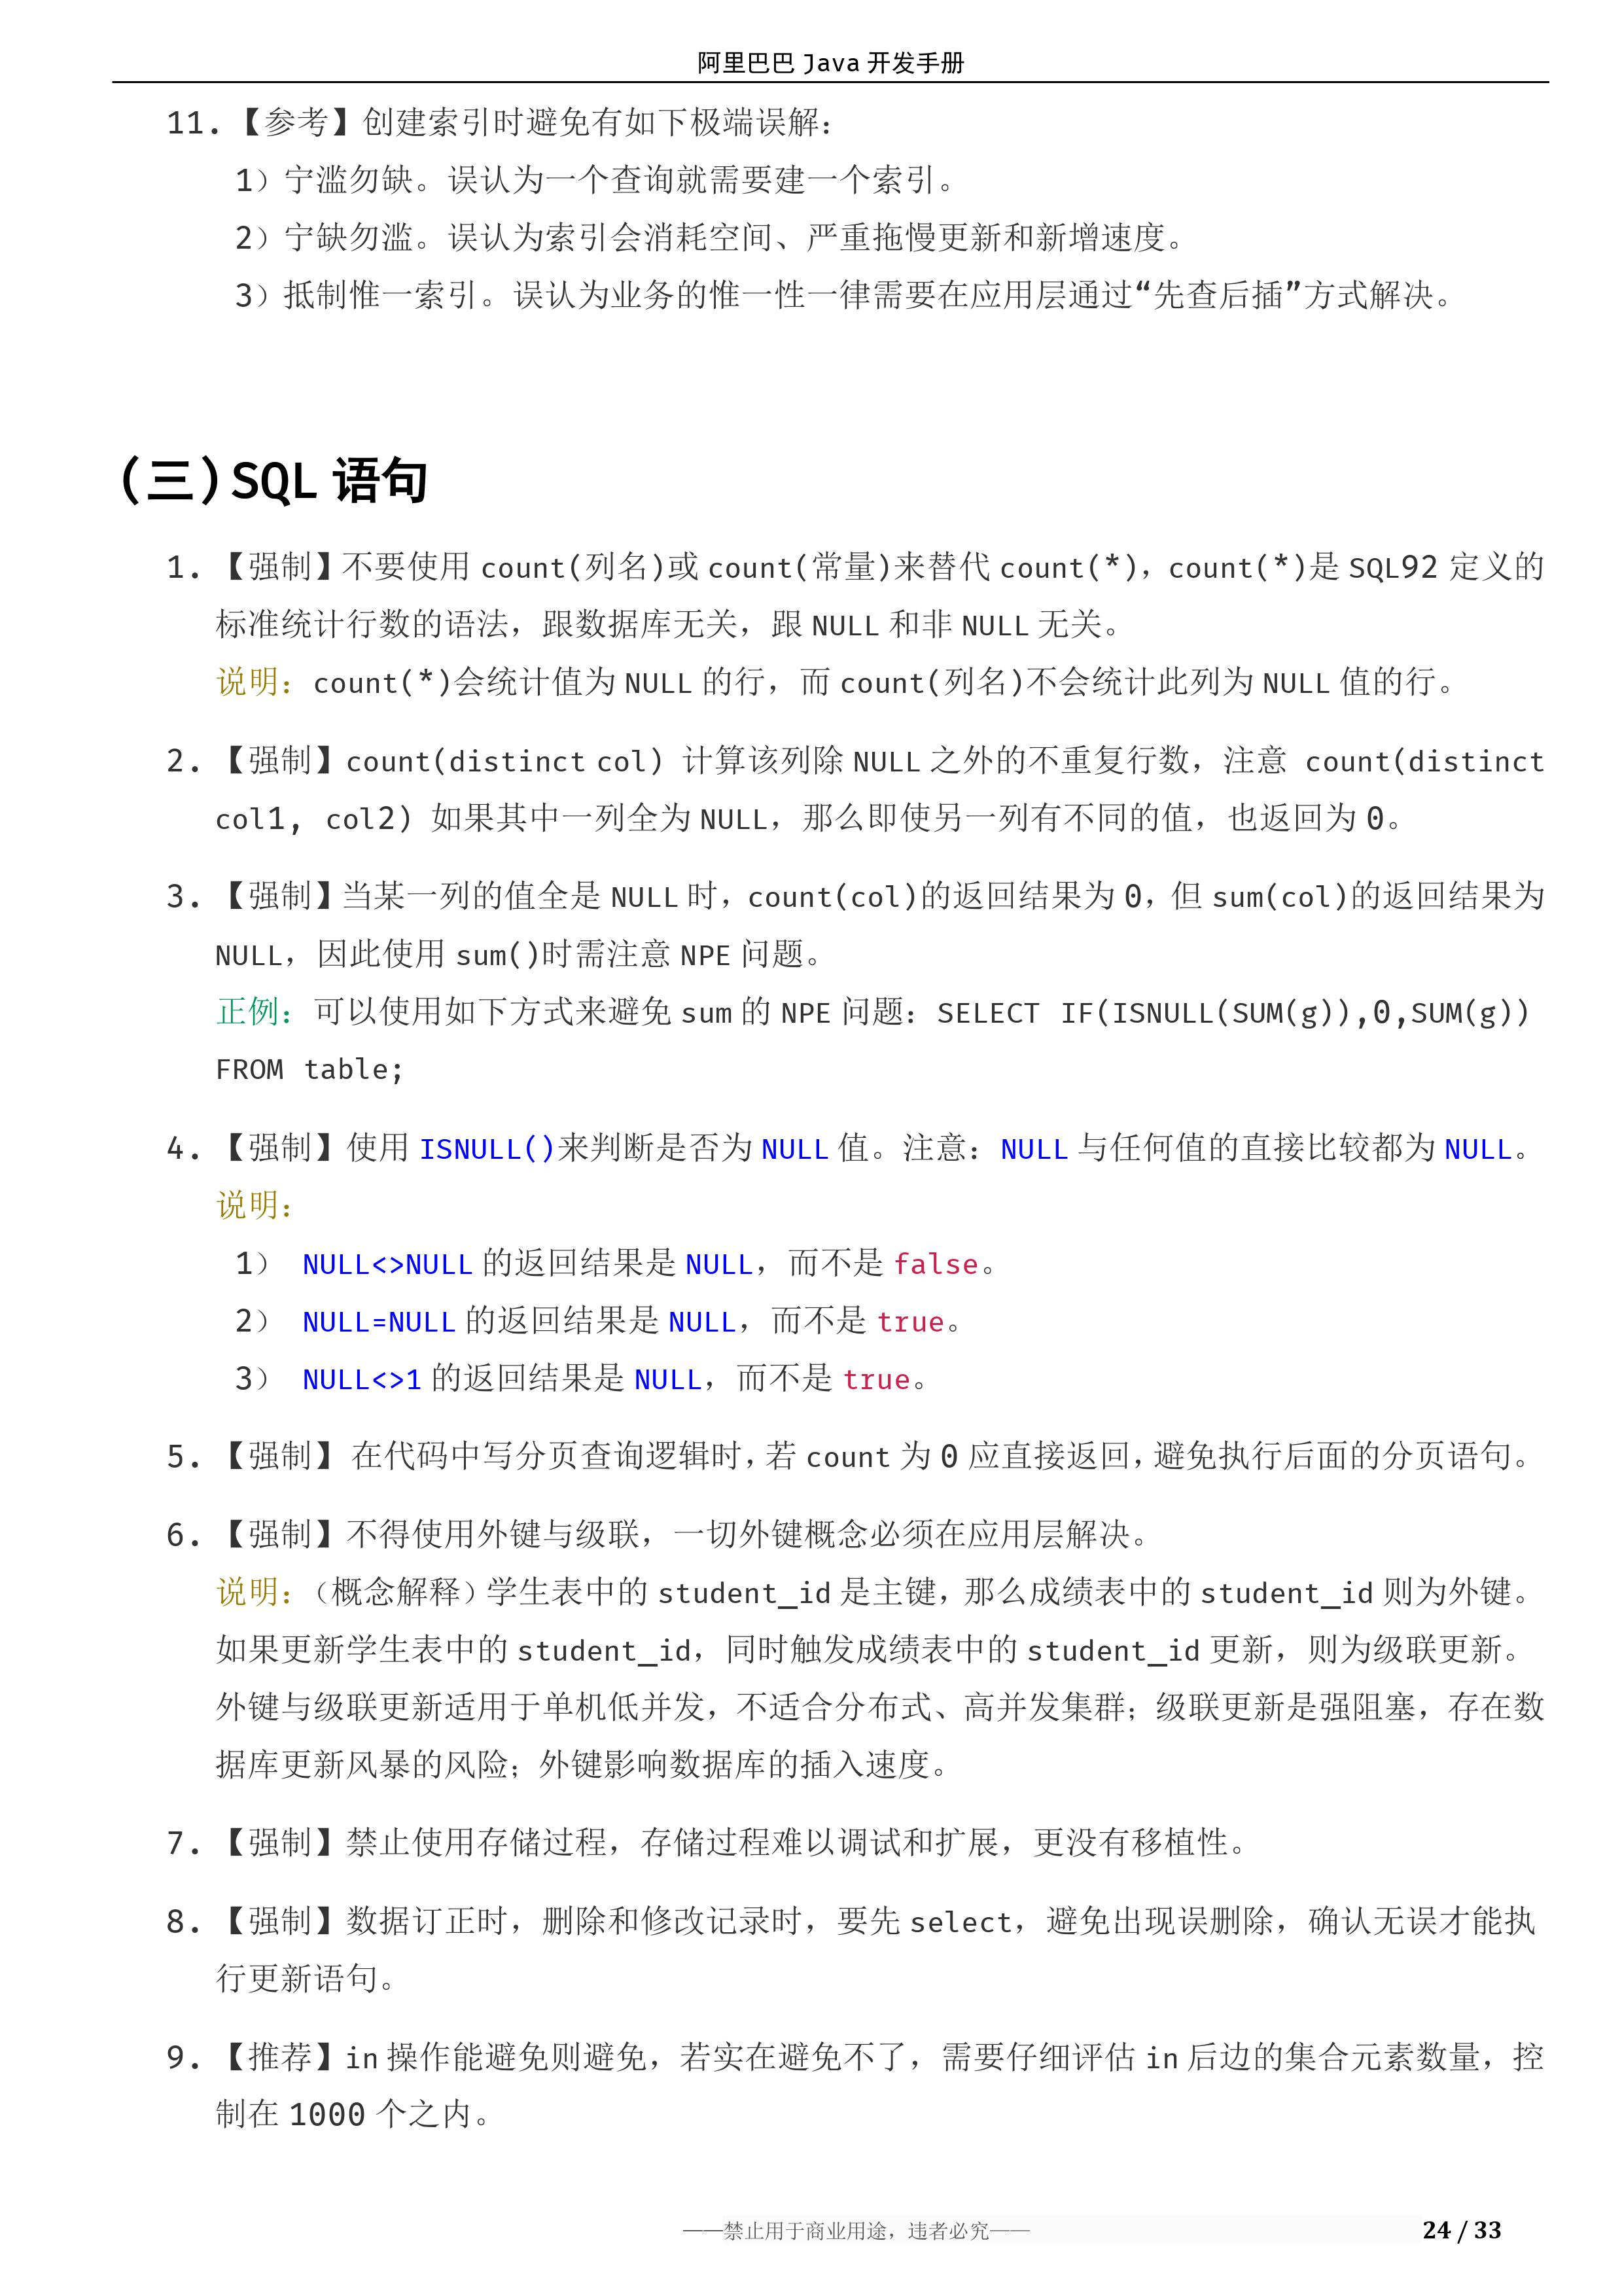 阿里巴巴 Java 开发手册
11.【参考】创建索引时避免有如下极端误解：
1）宁滥勿缺。误认为一个查询就需要建一个索引。
2）宁缺勿滥。误认为索引会消耗空间、严重拖慢更新和新增速度。
3）抵制惟一索引。误认为业务的惟一性一律需要在应用层通过“先查后插”方式解决。
(三)SQL 语句
1. 【强制】不要使用 count(列名)或 count(常量)来替代 count(*)，count(*)是 SQL92 定义的
标准统计行数的语法，跟数据库无关，跟 NULL 和非 NULL 无关。
说明：count(*)会统计值为 NULL 的行，而 count(列名)不会统计此列为 NULL 值的行。
2. 【强制】count(distinct col) 计算该列除 NULL 之外的不重复行数，注意 count(distinct
col1, col2) 如果其中一列全为 NULL，那么即使另一列有不同的值，也返回为 0。
3. 【强制】当某一列的值全是 NULL 时，count(col)的返回结果为 0，但 sum(col)的返回结果为
NULL，因此使用 sum()时需注意 NPE 问题。
正例：可以使用如下方式来避免 sum 的 NPE 问题：SELECT IF(ISNULL(SUM(g)),0,SUM(g))
FROM table;
4. 【强制】使用 ISNULL()来判断是否为 NULL 值。注意：NULL 与任何值的直接比较都为 NULL。
说明：
1） NULL<>NULL 的返回结果是 NULL，而不是 false。
2） NULL=NULL 的返回结果是 NULL，而不是 true。
3） NULL<>1 的返回结果是 NULL，而不是 true。
5. 【强制】 在代码中写分页查询逻辑时，若 count 为 0 应直接返回，避免执行后面的分页语句。
6. 【强制】不得使用外键与级联，一切外键概念必须在应用层解决。
说明：（概念解释）学生表中的 student_id 是主键，那么成绩表中的 student_id 则为外键。
如果更新学生表中的 student_id，同时触发成绩表中的 student_id 更新，则为级联更新。
外键与级联更新适用于单机低并发，不适合分布式、高并发集群；级联更新是强阻塞，存在数
据库更新风暴的风险；外键影响数据库的插入速度。
7. 【强制】禁止使用存储过程，存储过程难以调试和扩展，更没有移植性。
8. 【强制】数据订正时，删除和修改记录时，要先 select，避免出现误删除，确认无误才能执
行更新语句。
9. 【推荐】in 操作能避免则避免，若实在避免不了，需要仔细评估 in 后边的集合元素数量，控
制在 1000 个之内。
——禁止用于商业用途，违者必究——
24 / 33